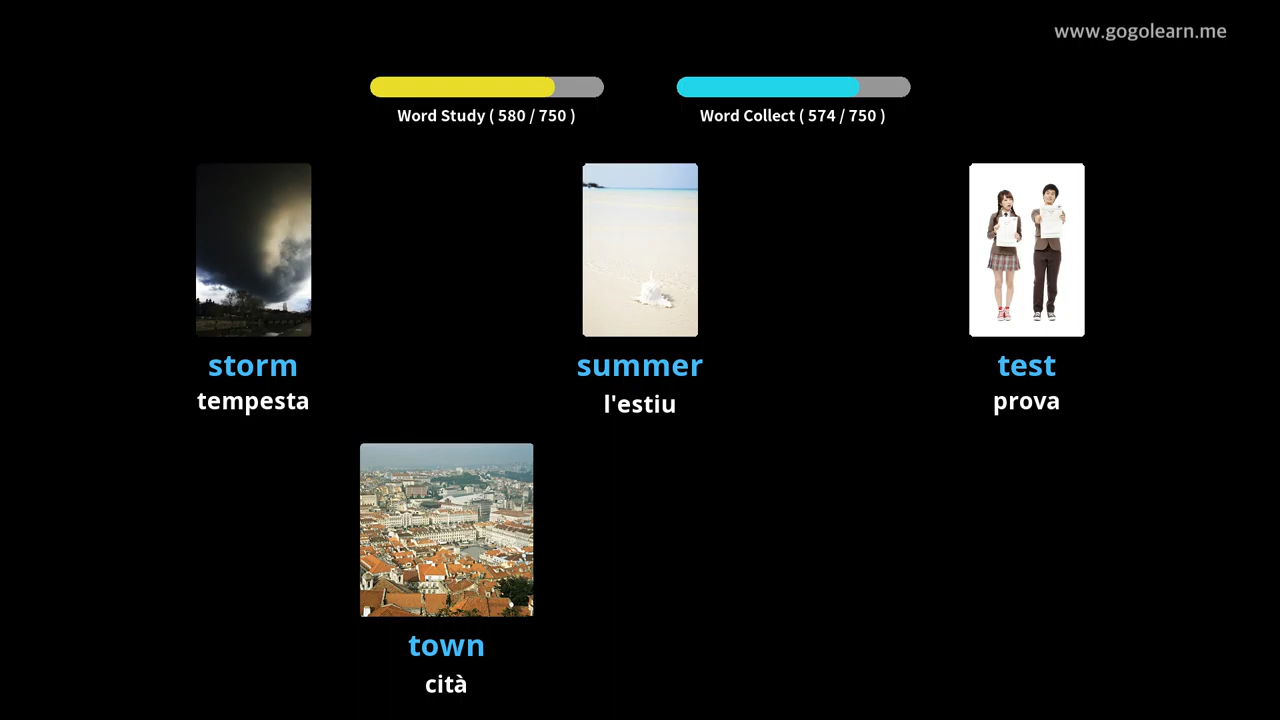 www.gogolearn.me
Word Study ( 580 / 750 )
Word Collect ( 574 / 750 )
storm
tempesta
summer
l'estiu
test
prova
town
cità